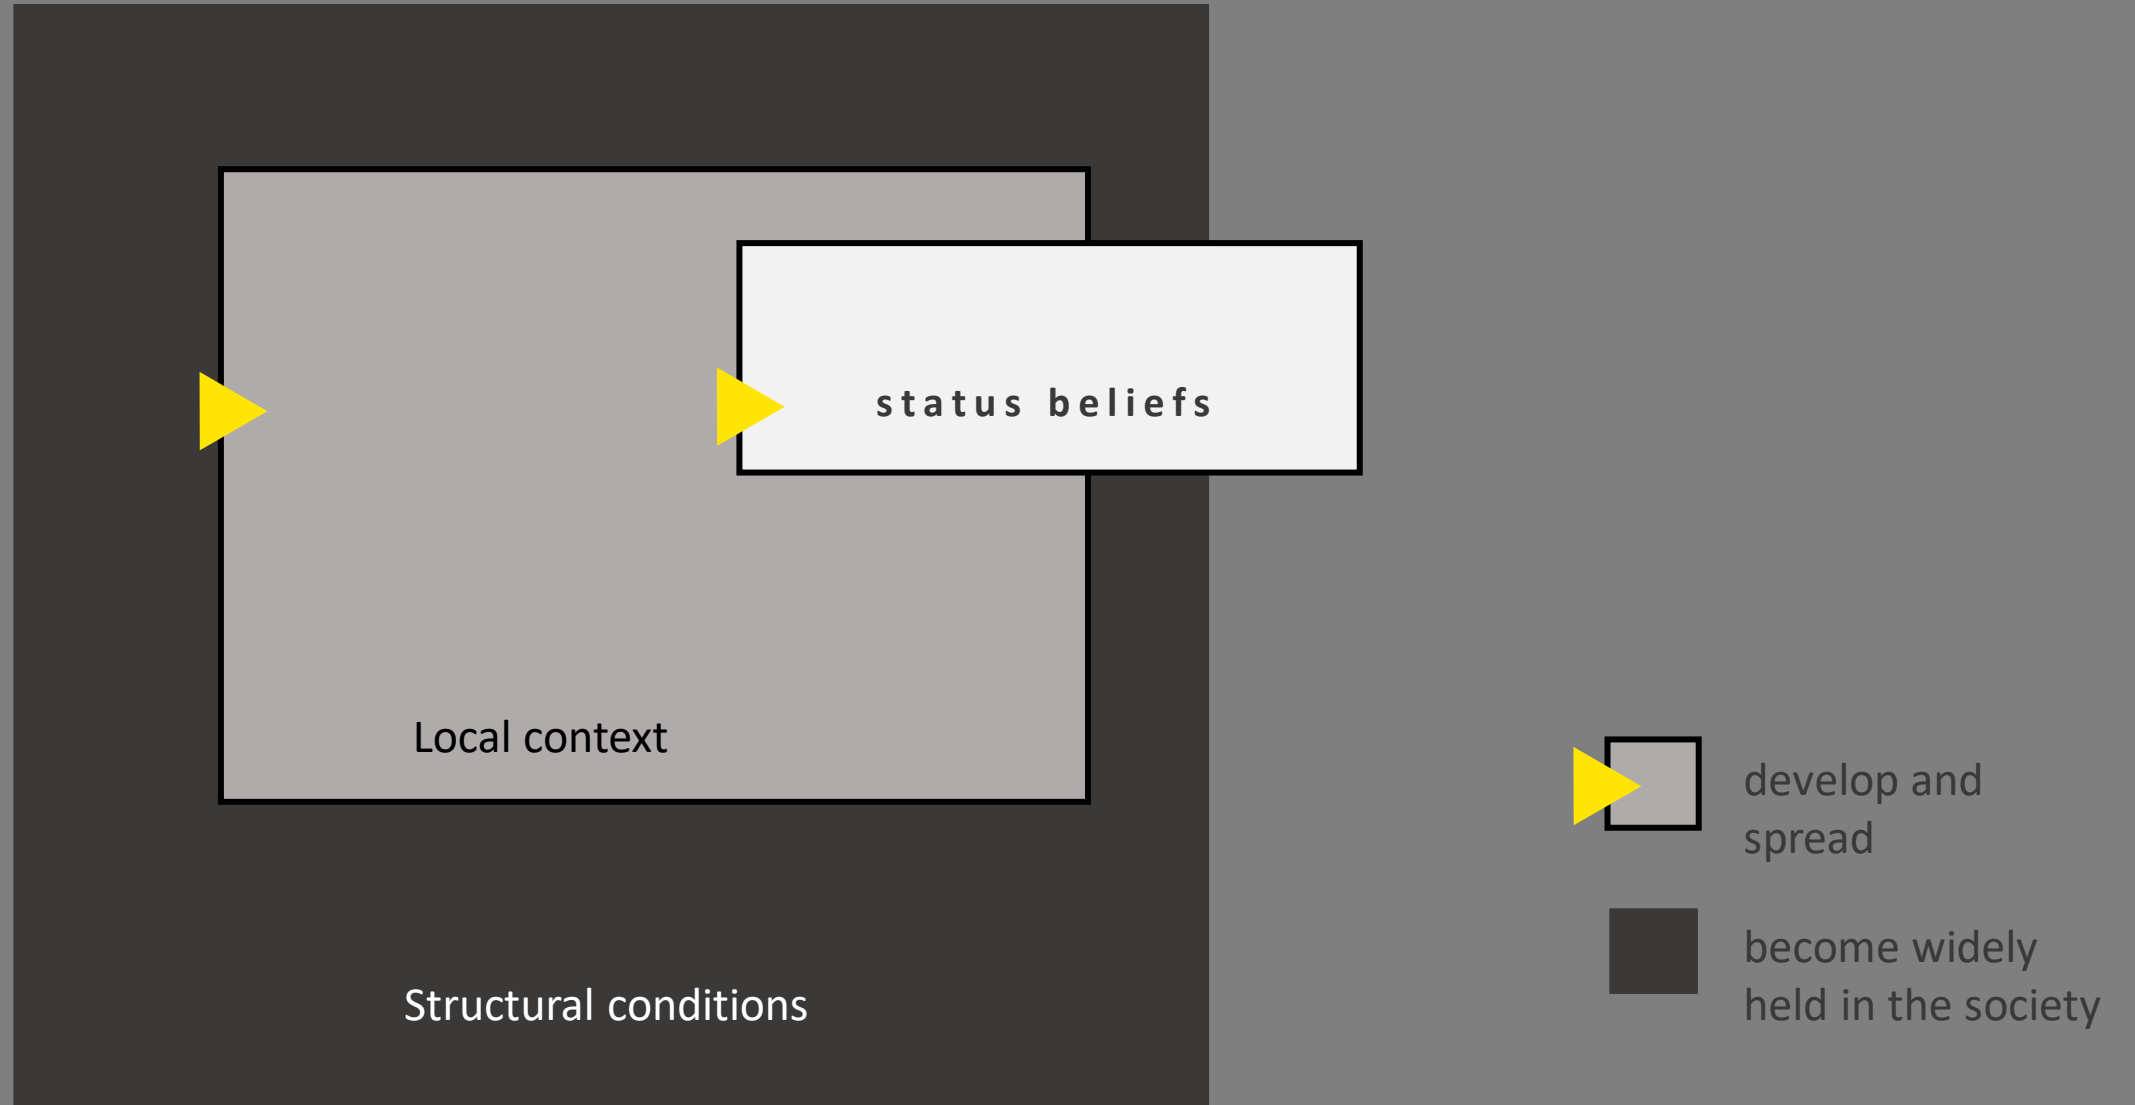 status beliefs
Local context
Structural conditions
develop and
spread
become widely
held in the society